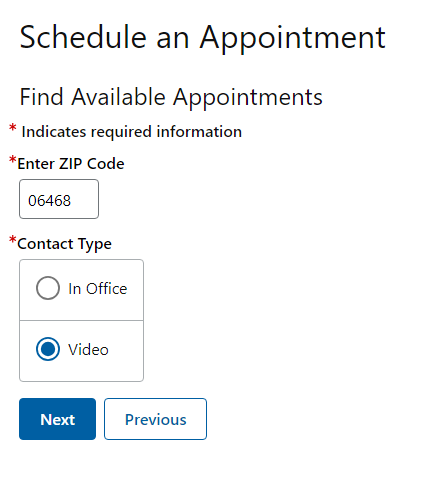 Schedule an Appointment
Find Available Appointments
* Indicates required information
*Enter ZIP Code
06468
*Contact Type
In Office
Video
Next Previous